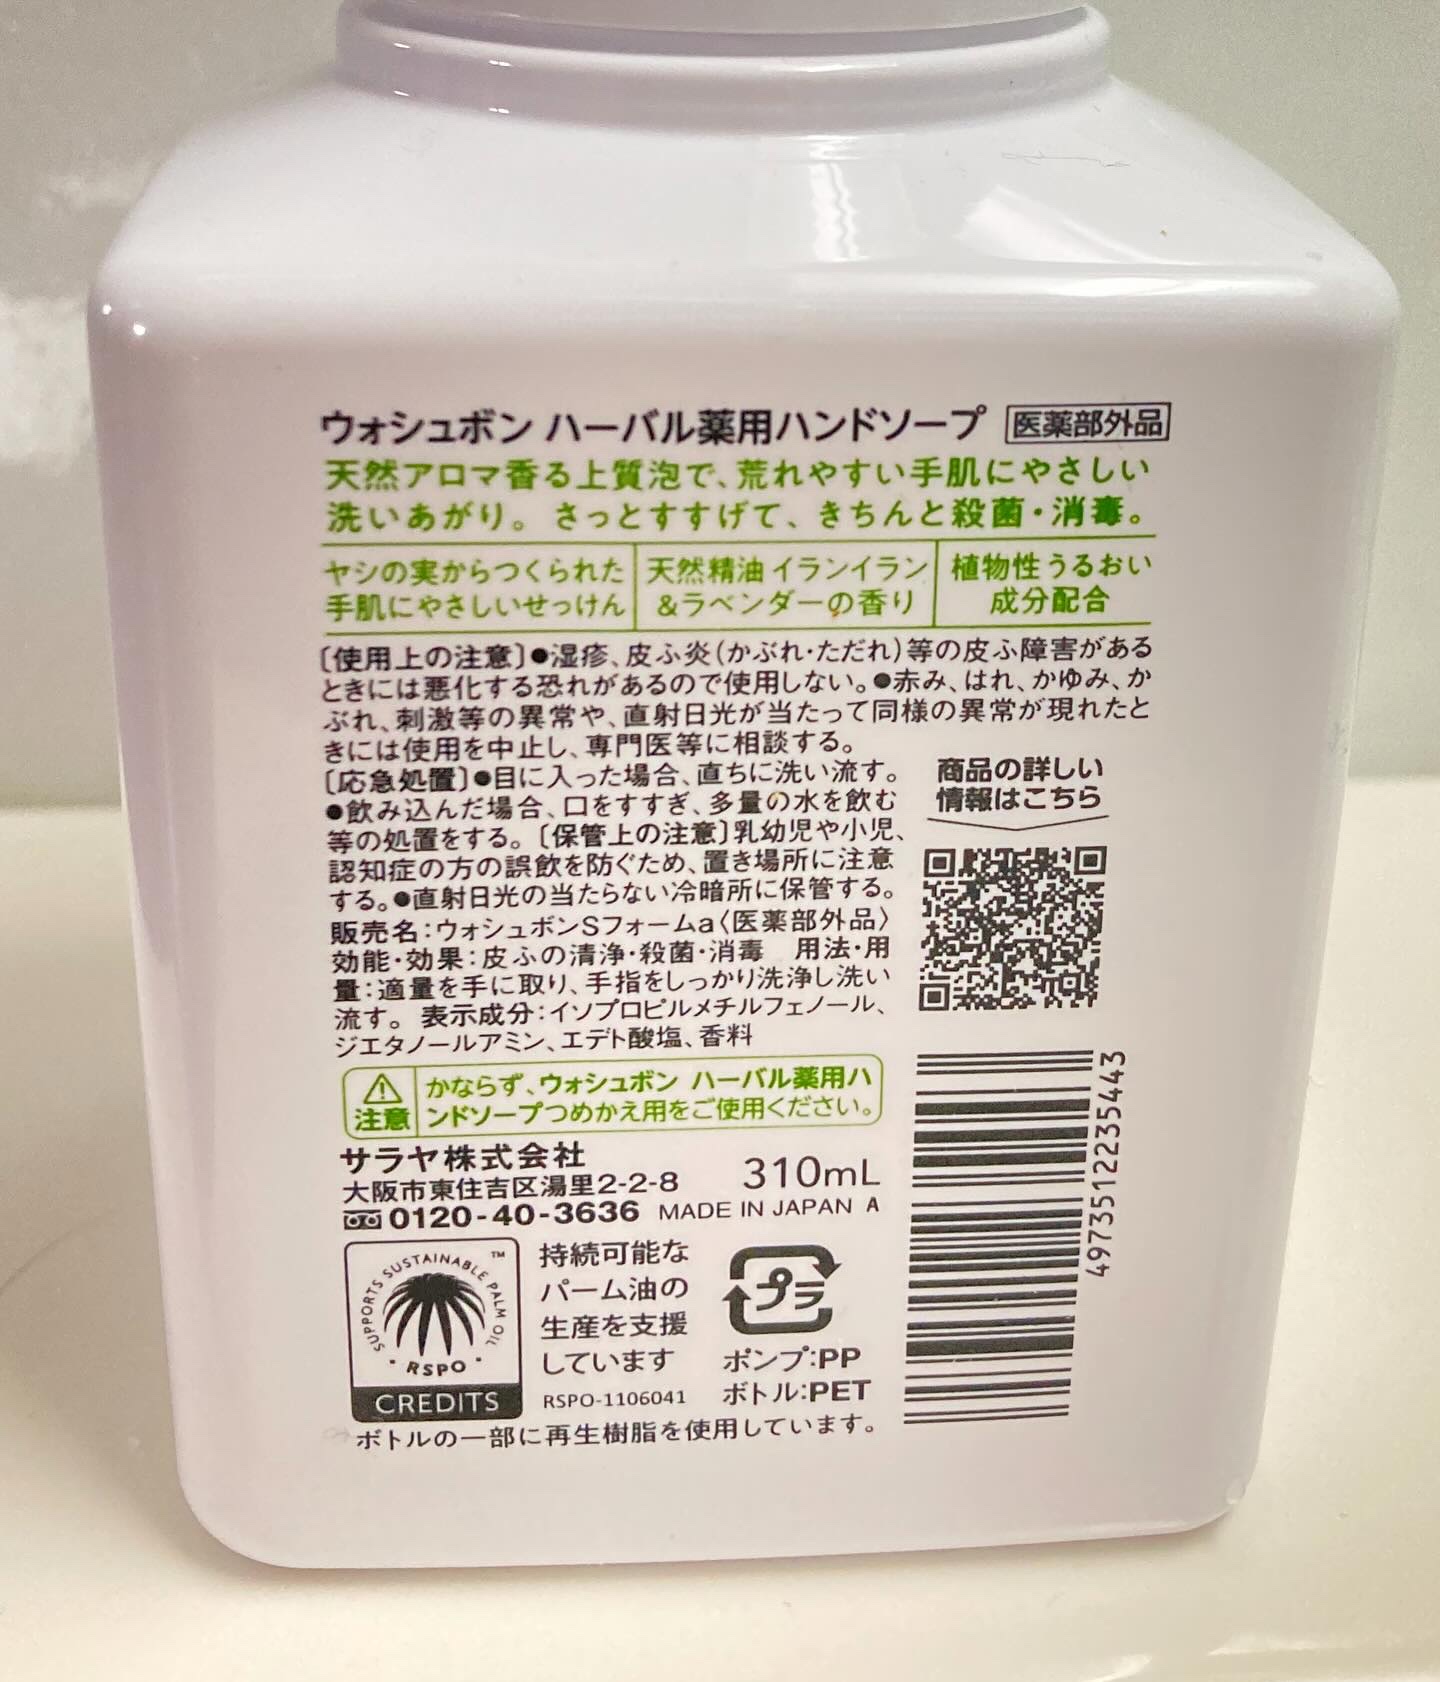 ウォシュボン ハーバル薬用ハンドソープ 医薬部外品
天然アロマ香る上質泡で、荒れやすい手肌にやさしい
洗いあがり。さっとすすげて、きちんと殺菌・消毒。
ヤシの実からつくられた
手肌にやさしいせっけん
天然精油 イランイラン
&ラベンダーの香り
植物性うるおい
成分配合
〔使用上の注意〕●湿疹、皮ふ炎(かぶれ・ただれ)等の皮ふ障害がある
ときには悪化する恐れがあるので使用しない。●赤み、はれ、かゆみ、か
ぶれ、刺激等の異常や、直射日光が当たって同様の異常が現れたと
きには使用を中止し、専門医等に相談する。
〔応急処置〕●目に入った場合、直ちに洗い流す。
●飲み込んだ場合、口をすすぎ、多量の水を飲む
等の処置をする。〔保管上の注意〕乳幼児や小児、
認知症の方の誤飲を防ぐため、置き場所に注意
する。●直射日光の当たらない冷暗所に保管する。
販売名:ウォシュボンSフォームa〈医薬部外品〉
効能・効果:皮ふの清浄・殺菌・消毒 用法・用
量:適量を手に取り、手指をしっかり洗浄し洗い
流す。表示成分:イソプロピルメチルフェノール、
ジエタノールアミン、エデト酸塩、香料
商品の詳しい
情報はこちら
注意
かならず、ウォシュボン ハーバル薬用ハ
ンドソープつめかえ用をご使用ください。
サラヤ株式会社
大阪市東住吉区湯里2-2-8
310mL
0120-40-3636 MADE IN JAPAN A
4973512235443
SUPPORTS SUSTAINABLE PALM OIL ™
RSPO
CREDITS
持続可能な
パーム油の
生産を支援
しています
RSPO-1106041
プラ
ポンプ:PP
ボトル:PET
ボトルの一部に再生樹脂を使用しています。